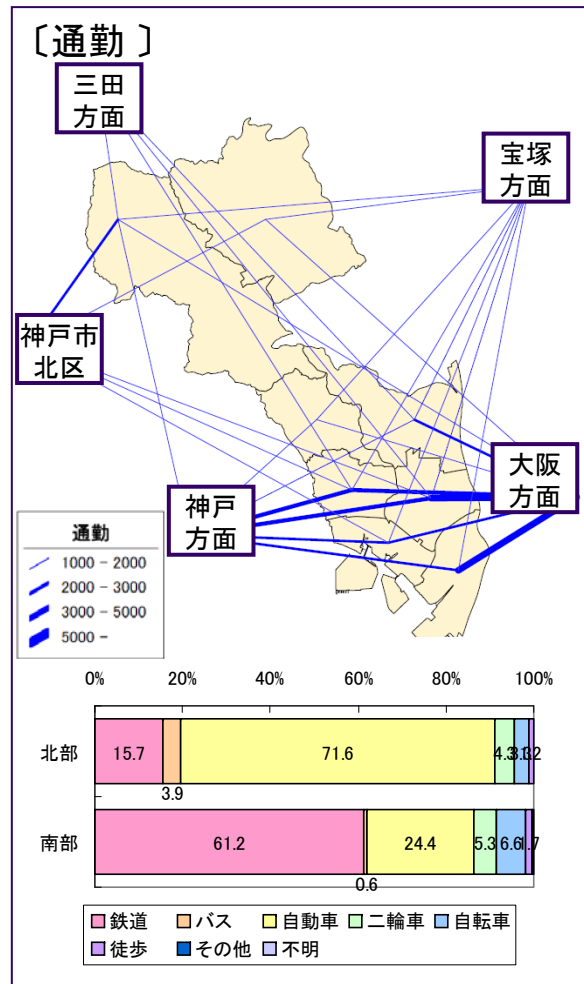 〔通勤 〕
三田
方面
宝塚
方面
神戸市
北区
大阪
方面
神戸
方面
通勤
1000 - 2000
2000 - 3000
3000 - 5000
5000 -
0% 20% 40% 60% 80% 100%
北部 15.7 71.6 4.3
3.9
南部 61.2 24.4 5.3 6.6 1.7
0.6
鉄道 バス 自動車 二輪車 自転車
徒歩 その他 不明